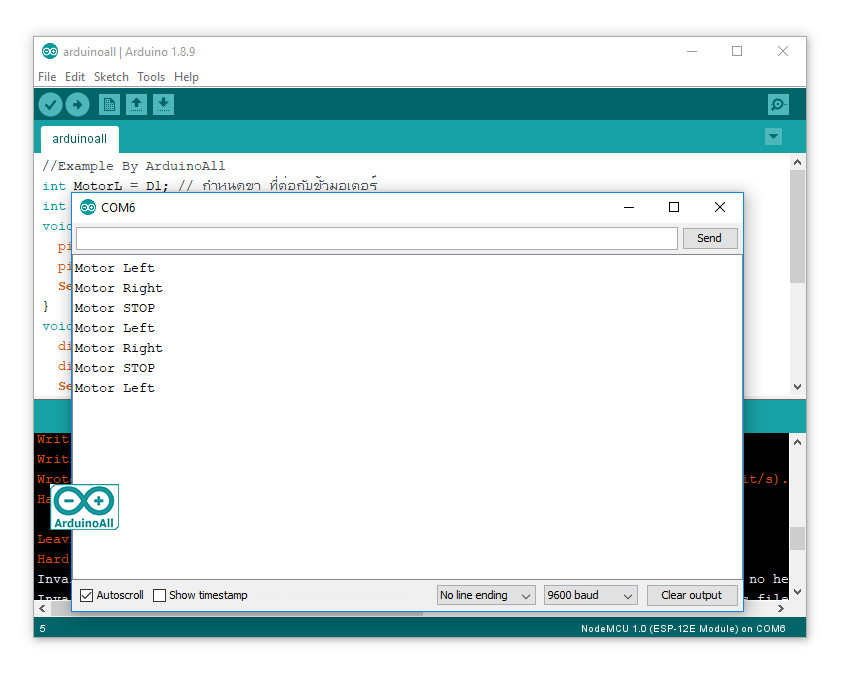 arduinoall | Arduino 1.8.9
File Edit Sketch Tools Help
arduinoall
//Example By ArduinoAll
int MotorL = D1; // กำหนดขา ที่ต่อกับขั้วมอเตอร์
int
void
pi
pi
Se
}
void
di
di
Se
COM6
Send
Motor Left
Motor Right
Motor STOP
Motor Left
Motor Right
Motor STOP
Motor Left
Writ
Writ
Wrote
it/s).
Ha
ArduinoAll
Leav
Hard
Inva
no he
Inva
file
Autoscroll Show timestamp No line ending 9600 baud Clear output
5 NodeMCU 1.0 (ESP-12E Module) on COM6